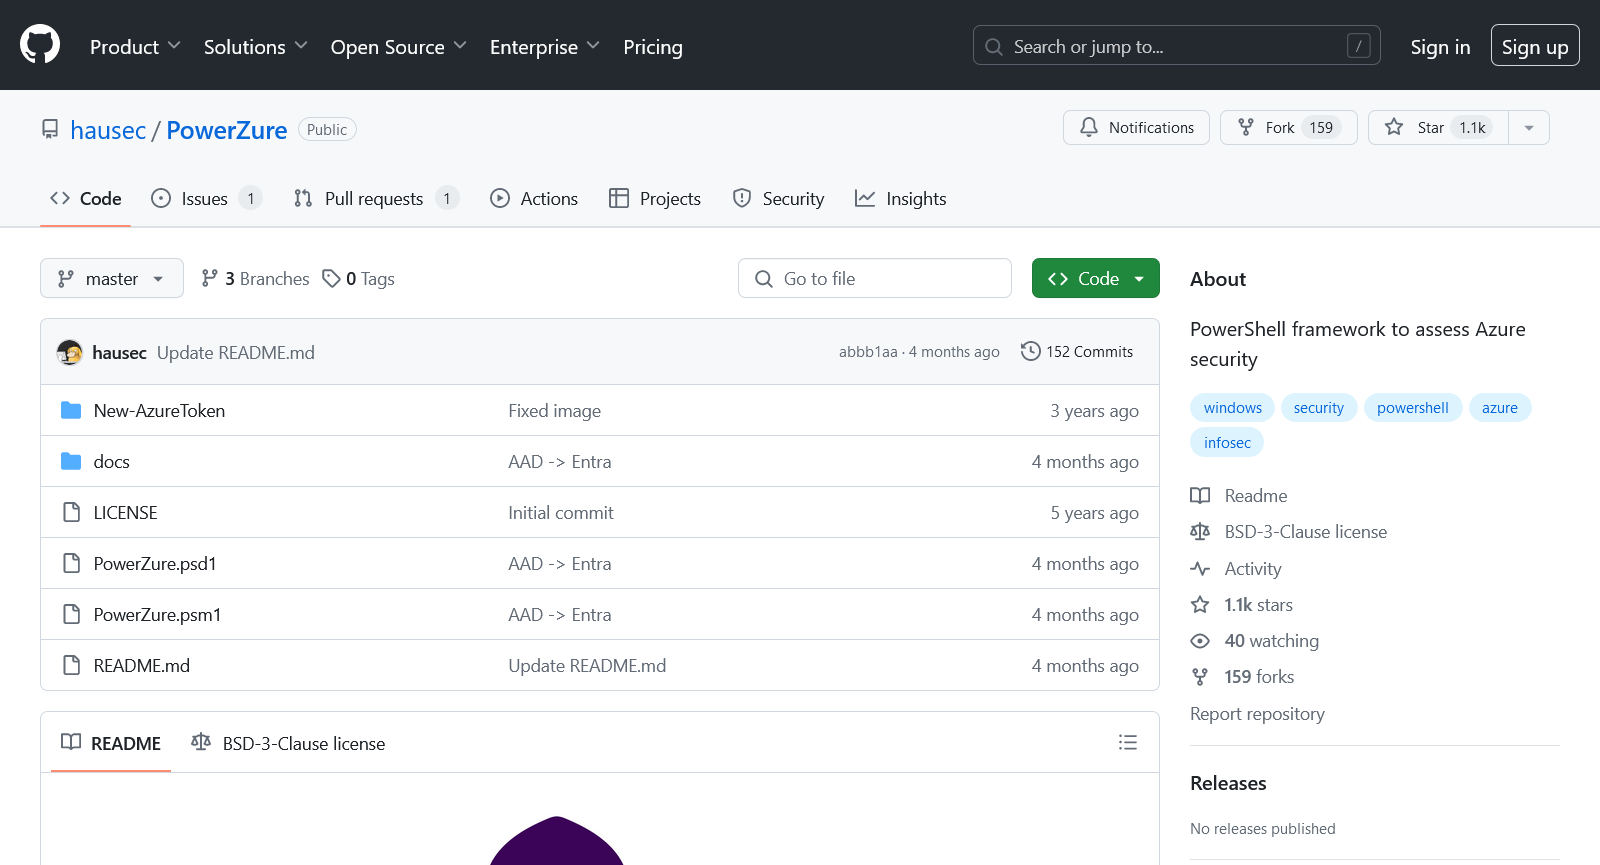 Product Solutions Open Source Enterprise Pricing Search or jump to... / Sign in Sign up
hausec / PowerZure Public Notifications Fork 159 Star 1.1k
Code Issues 1 Pull requests 1 Actions Projects Security Insights
master 3 Branches 0 Tags Go to file Code
hausec Update README.md abbb1aa · 4 months ago 152 Commits
New-AzureToken Fixed image 3 years ago
docs AAD -> Entra 4 months ago
LICENSE Initial commit 5 years ago
PowerZure.psd1 AAD -> Entra 4 months ago
PowerZure.psm1 AAD -> Entra 4 months ago
README.md Update README.md 4 months ago
README BSD-3-Clause license
About
PowerShell framework to assess Azure
security
windows security powershell azure
infosec
Readme
BSD-3-Clause license
Activity
1.1k stars
40 watching
159 forks
Report repository
Releases
No releases published